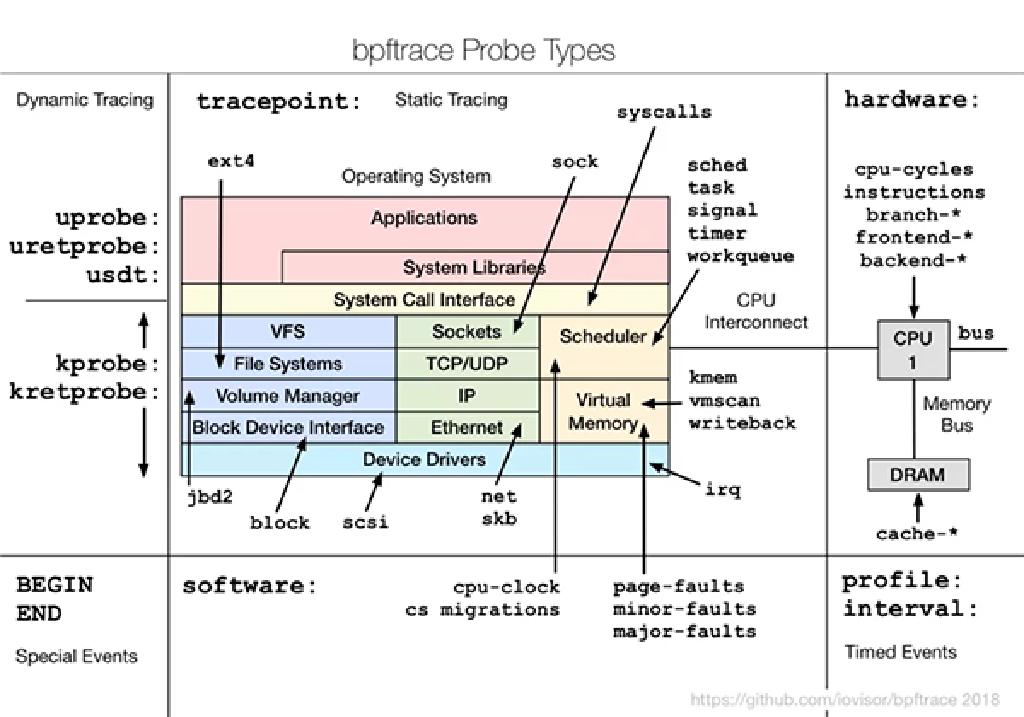 bpftrace Probe Types
Dynamic Tracing
tracepoint: Static Tracing
hardware:
syscalls
ext4
sock
Operating System
sched
task
signal
timer
workqueue
cpu-cycles
instructions
branch-*
frontend-*
backend-*
uprobe:
uretprobe:
usdt:
Applications
System Libraries
System Call Interface
CPU
Interconnect
VFS
Sockets
Scheduler
CPU
1
bus
kprobe:
kretprobe:
File Systems
TCP/UDP
Volume Manager
IP
Virtual
Memory
kmem
vmscan
writeback
Memory
Bus
Block Device Interface
Ethernet
Device Drivers
DRAM
jbd2
block
scsi
net
skb
irq
cache-*
BEGIN
END
Special Events
software:
cpu-clock
cs migrations
page-faults
minor-faults
major-faults
profile:
interval:
Timed Events
https://github.com/iovisor/bpftrace 2018